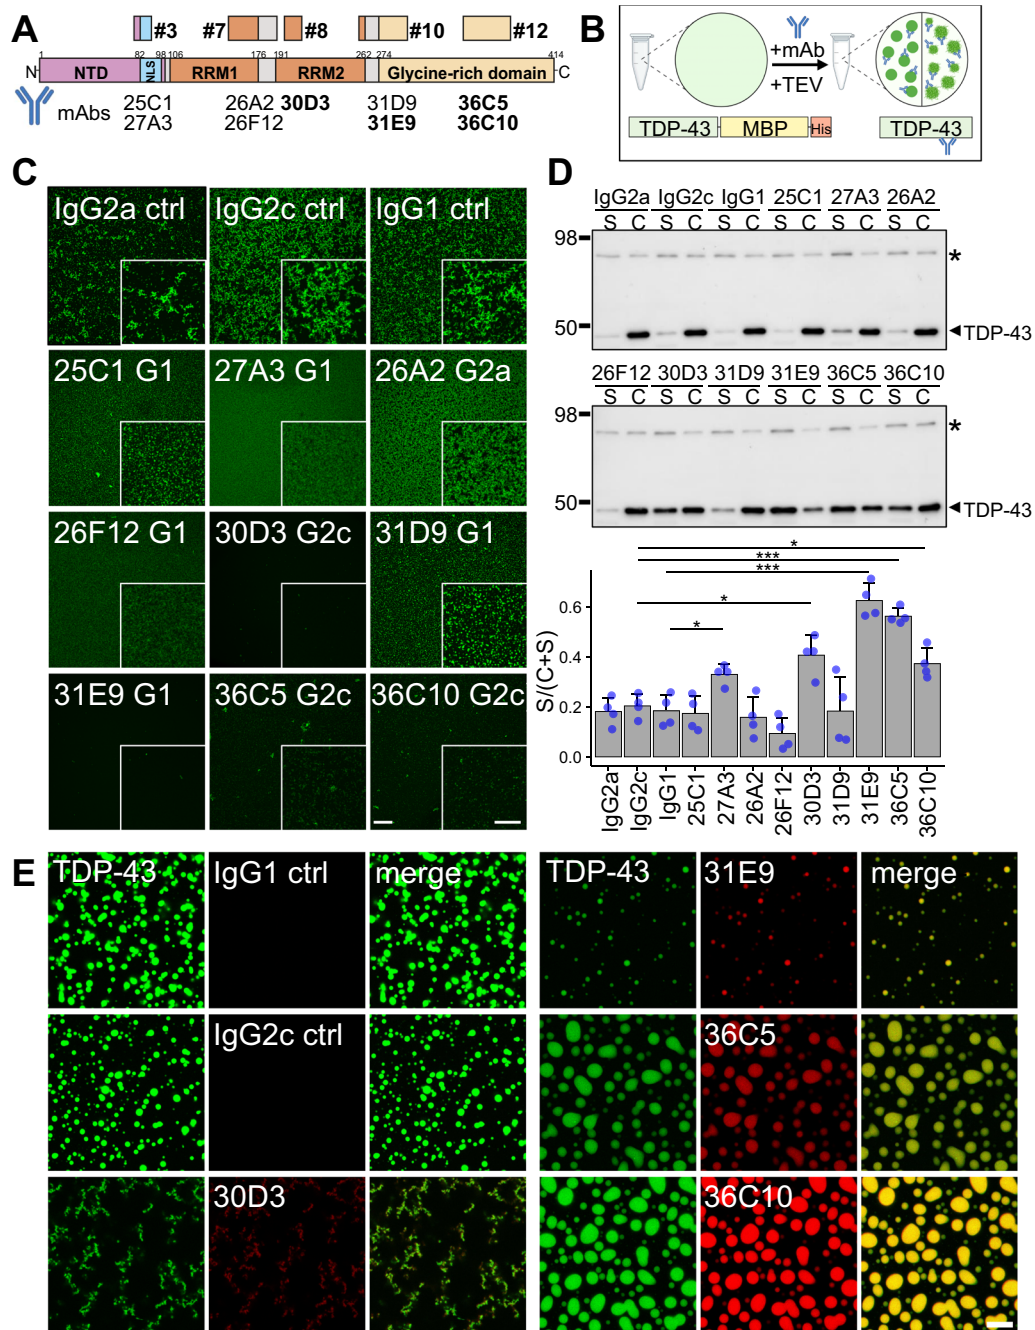 A
#3
#7
#8
#10
#12
1
82
98
106
176
191
262
274
414
N
NTD
NLS
RRM1
RRM2
Glycine-rich domain
C
mAbs
25C1
26A2
30D3
31D9
36C5
27A3
26F12
31E9
36C10
B
+mAb
+TEV
TDP-43
MBP
His
TDP-43
C
IgG2a ctrl
IgG2c ctrl
IgG1 ctrl
25C1 G1
27A3 G1
26A2 G2a
26F12 G1
30D3 G2c
31D9 G1
31E9 G1
36C5 G2c
36C10 G2c
D
IgG2a IgG2c IgG1 25C1 27A3 26A2
S C S C S C S C S C S C
98
*
50
TDP-43
26F12 30D3 31D9 31E9 36C5 36C10
S C S C S C S C S C S C
98
*
50
TDP-43
*
***
***
*
*
S/(C+S)
0.6
0.4
0.2
0.0
IgG2a
IgG2c
IgG1
25C1
27A3
26A2
26F12
30D3
31D9
31E9
36C5
36C10
E
TDP-43
IgG1 ctrl
merge
TDP-43
31E9
merge
IgG2c ctrl
36C5
30D3
36C10